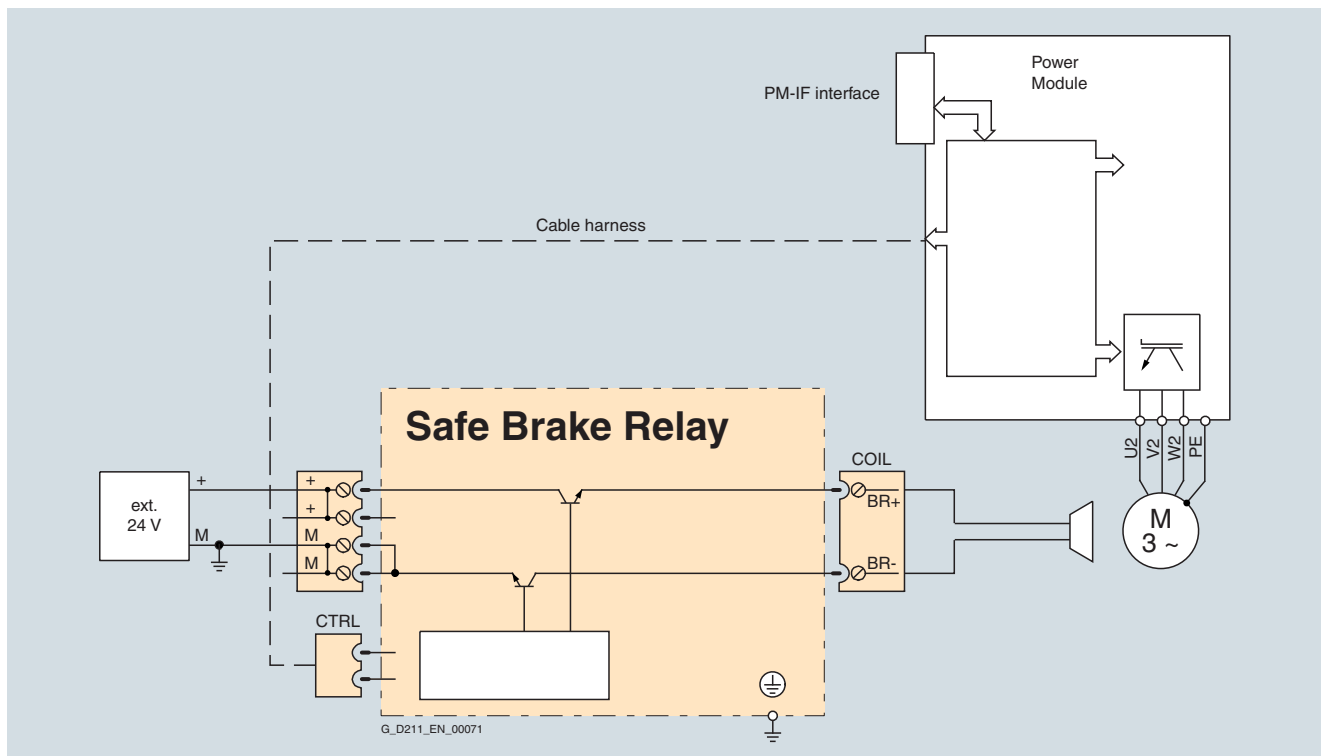 Power
Module
PM-IF interface
Cable harness
Safe Brake Relay
U2
V2
W2
PE
COIL
ext.
24 V
+
M
+
+
M
M
BR+
BR-
M
3 ~
CTRL
G_D211_EN_00071